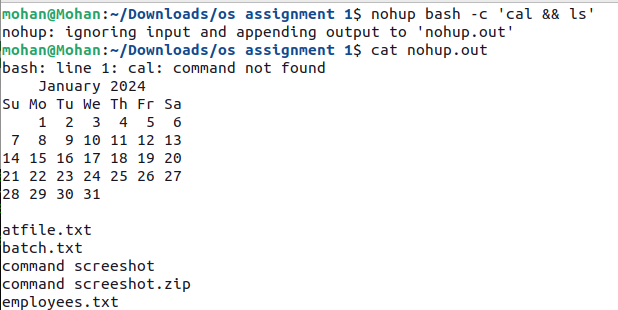 mohan@Mohan:~/Downloads/os assignment 1$ nohup bash -c 'cal && ls'
nohup: ignoring input and appending output to 'nohup.out'
mohan@Mohan:~/Downloads/os assignment 1$ cat nohup.out
bash: line 1: cal: command not found
    January 2024
Su Mo Tu We Th Fr Sa
    1  2  3  4  5  6
 7  8  9 10 11 12 13
14 15 16 17 18 19 20
21 22 23 24 25 26 27
28 29 30 31
atfile.txt
batch.txt
command screeshot
command screeshot.zip
employees.txt